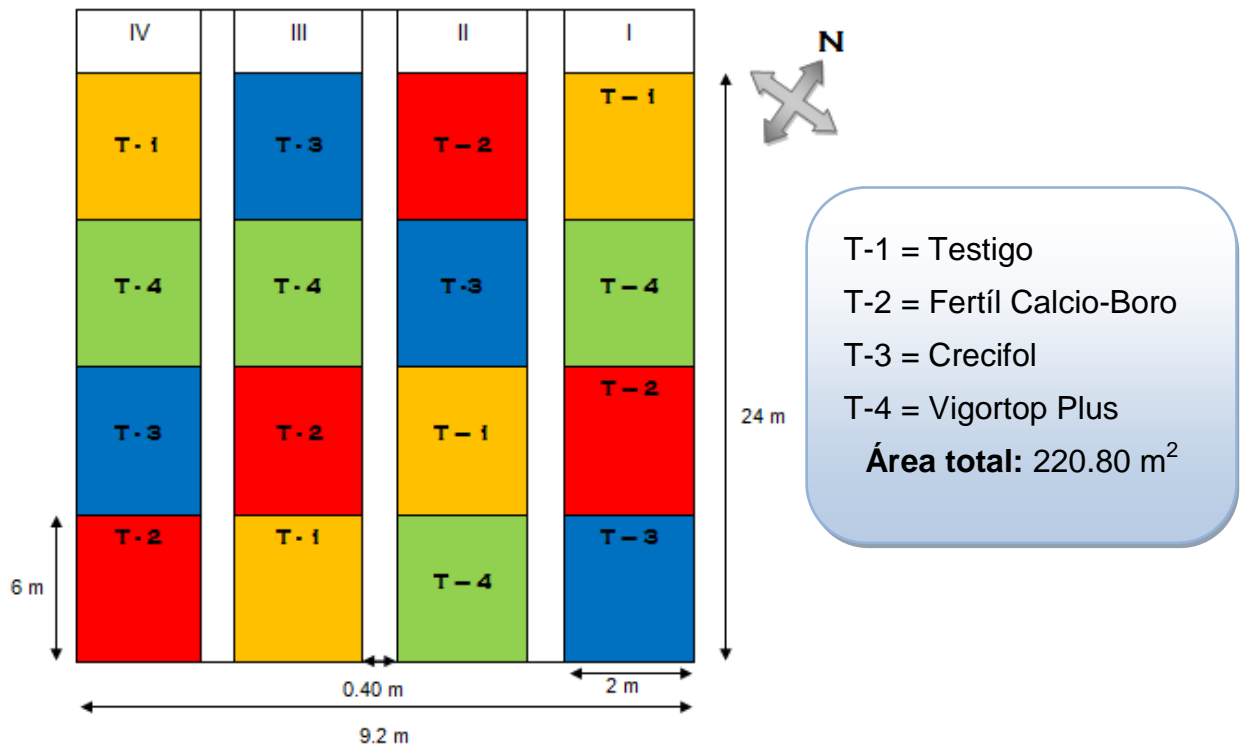 IV III II I
N
T - 1 T - 3 T – 2 T – 1
T - 4 T - 4 T -3 T – 4
T - 3 T - 2 T – 1 T – 2
T - 2 T - 1 T – 4 T – 3
24 m
6 m
0.40 m
2 m
9.2 m
T-1 = Testigo
T-2 = Fertíl Calcio-Boro
T-3 = Crecifol
T-4 = Vigortop Plus
Área total: 220.80 m²